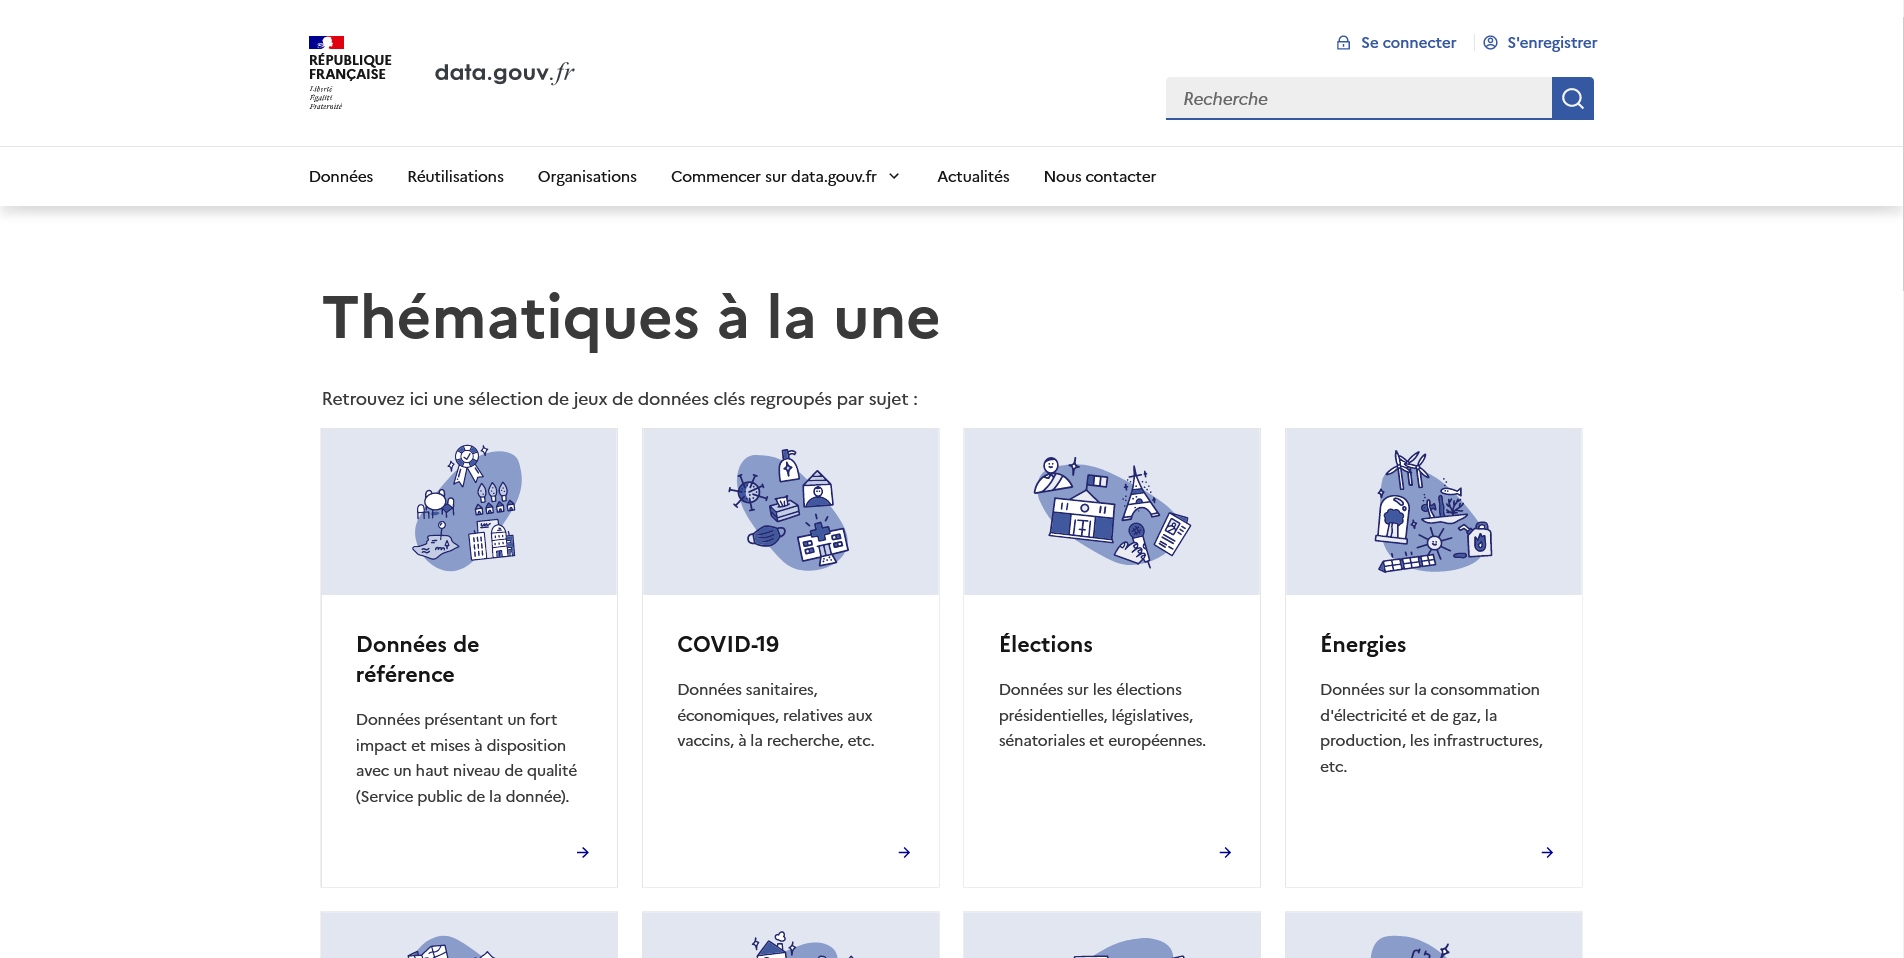 RÉPUBLIQUE
FRANÇAISE
Liberté
Égalité
Fraternité
data.gouv.fr
Se connecter
S'enregistrer
Recherche
Données
Réutilisations
Organisations
Commencer sur data.gouv.fr
Actualités
Nous contacter
Thématiques à la une
Retrouvez ici une sélection de jeux de données clés regroupés par sujet :
Données de
référence
Données présentant un fort
impact et mises à disposition
avec un haut niveau de qualité
(Service public de la donnée).
COVID-19
Données sanitaires,
économiques, relatives aux
vaccins, à la recherche, etc.
Élections
Données sur les élections
présidentielles, législatives,
sénatoriales et européennes.
Énergies
Données sur la consommation
d'électricité et de gaz, la
production, les infrastructures,
etc.